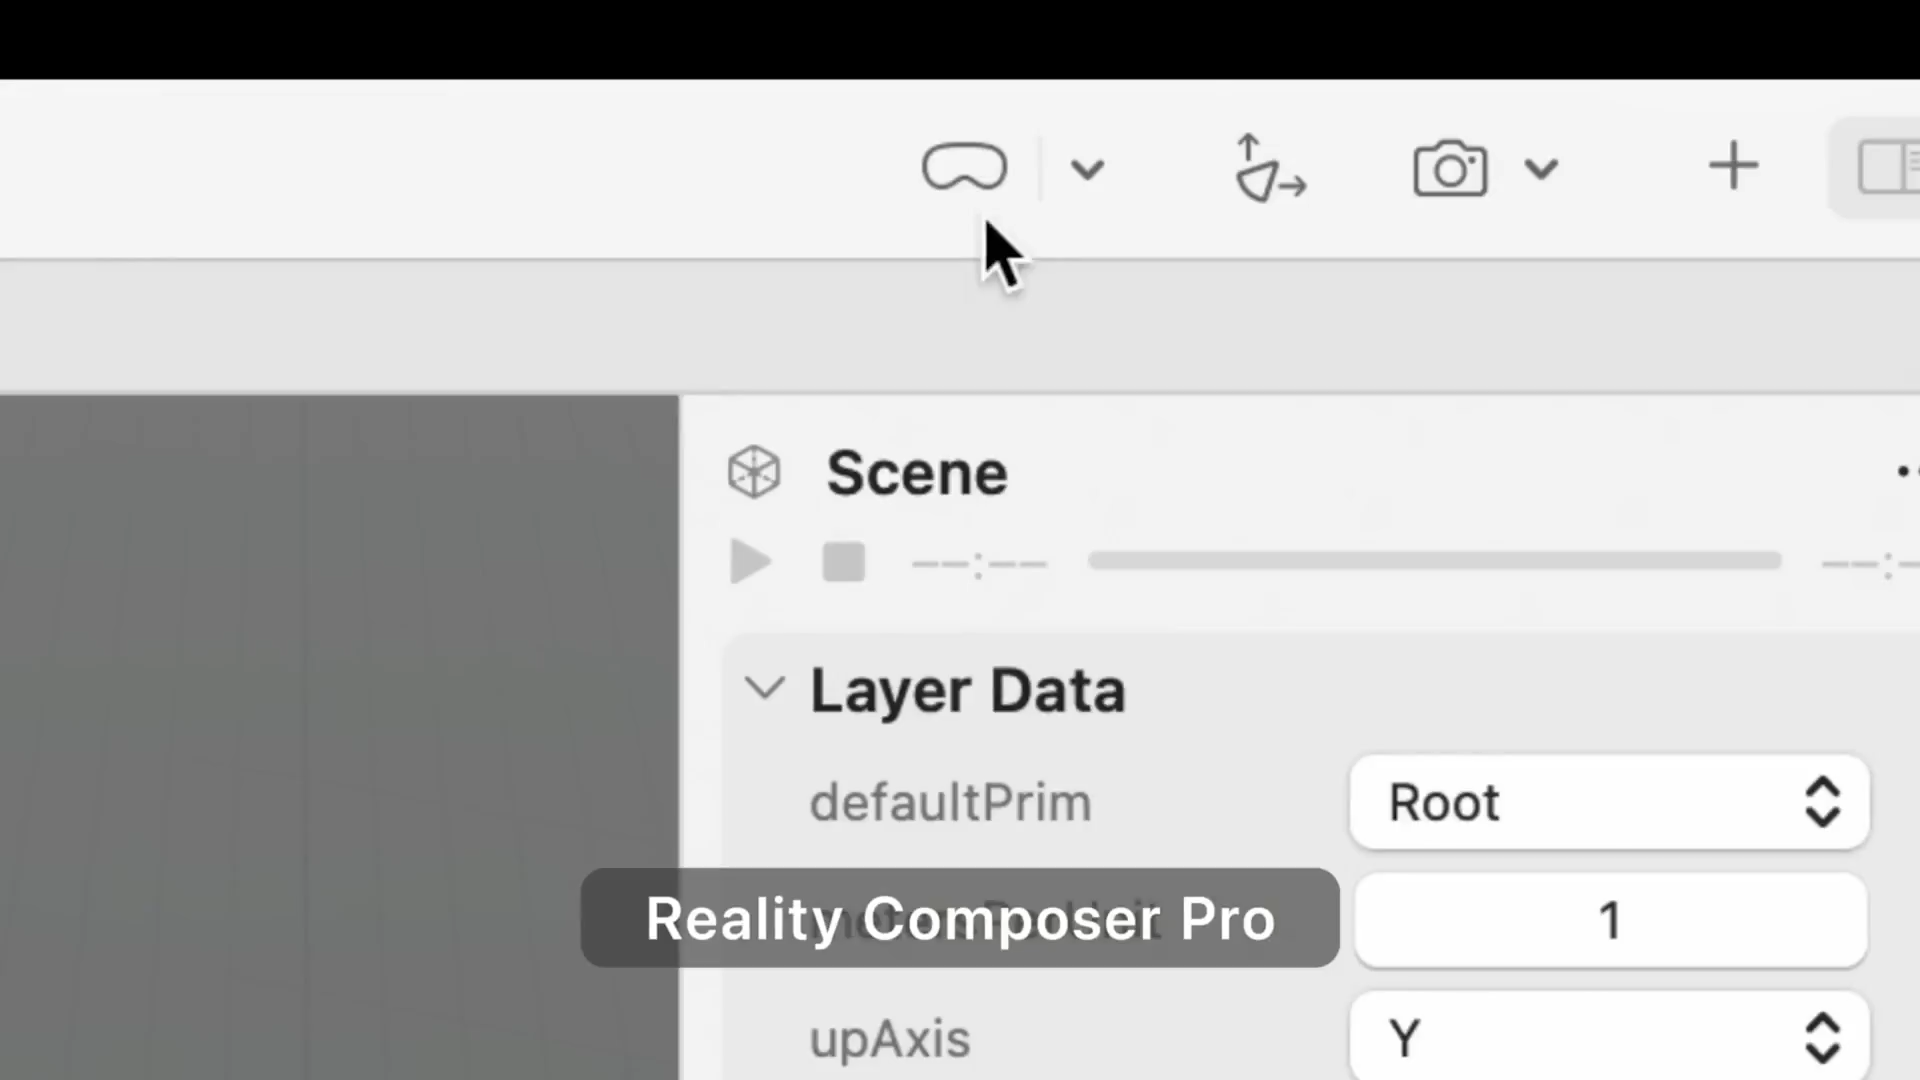 Scene
--:--
Layer Data
defaultPrim
Root
Reality Composer Pro
1
upAxis
Y